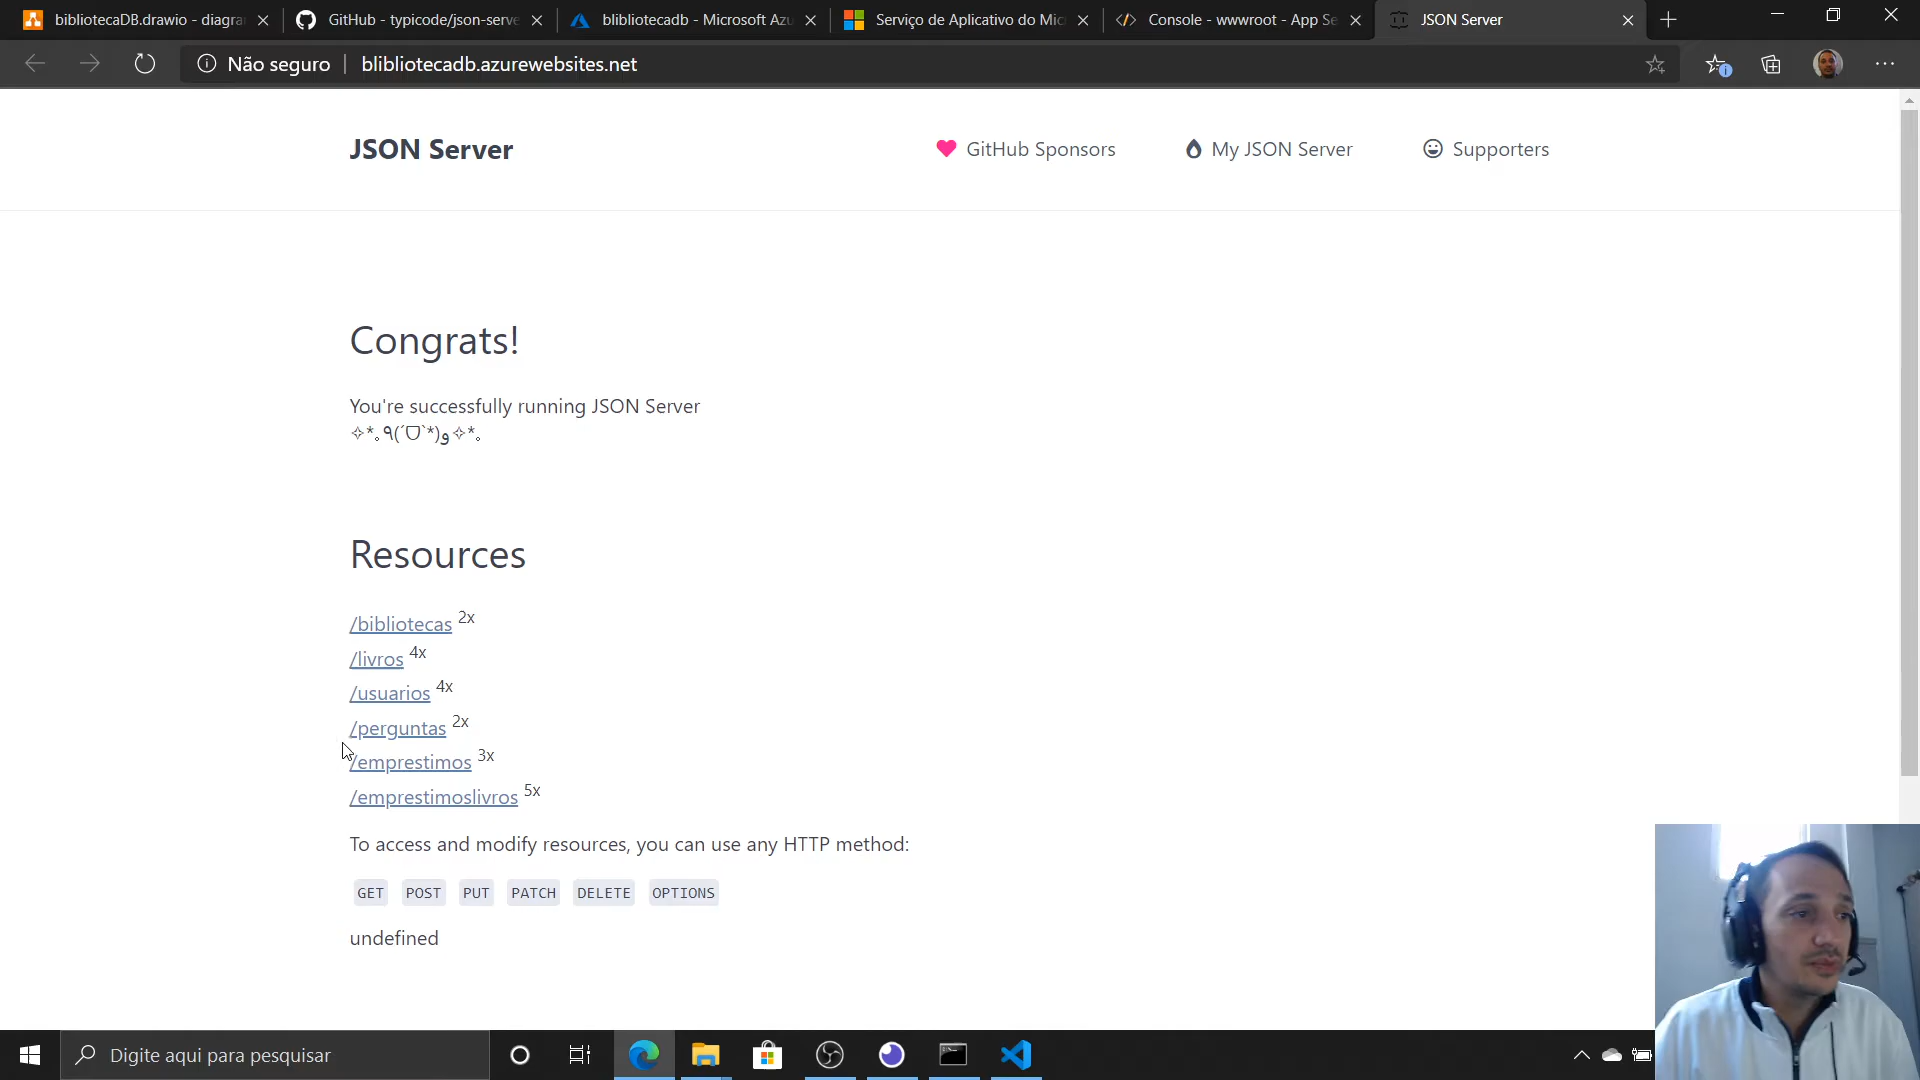 bibliotecaDB.drawio - diagra
GitHub - typicode/json-serve
blibliotecadb - Microsoft Azu
Serviço de Aplicativo do Mic
Console - wwwroot - App Se
JSON Server
Não seguro | blibliotecadb.azurewebsites.net
JSON Server
GitHub Sponsors
My JSON Server
Supporters
Congrats!
You're successfully running JSON Server
✧*｡٩(ˊᗜˋ*)و✧*｡
Resources
/bibliotecas 2x
/livros 4x
/usuarios 4x
/perguntas 2x
/emprestimos 3x
/emprestimoslivros 5x
To access and modify resources, you can use any HTTP method:
GET POST PUT PATCH DELETE OPTIONS
undefined
Digite aqui para pesquisar